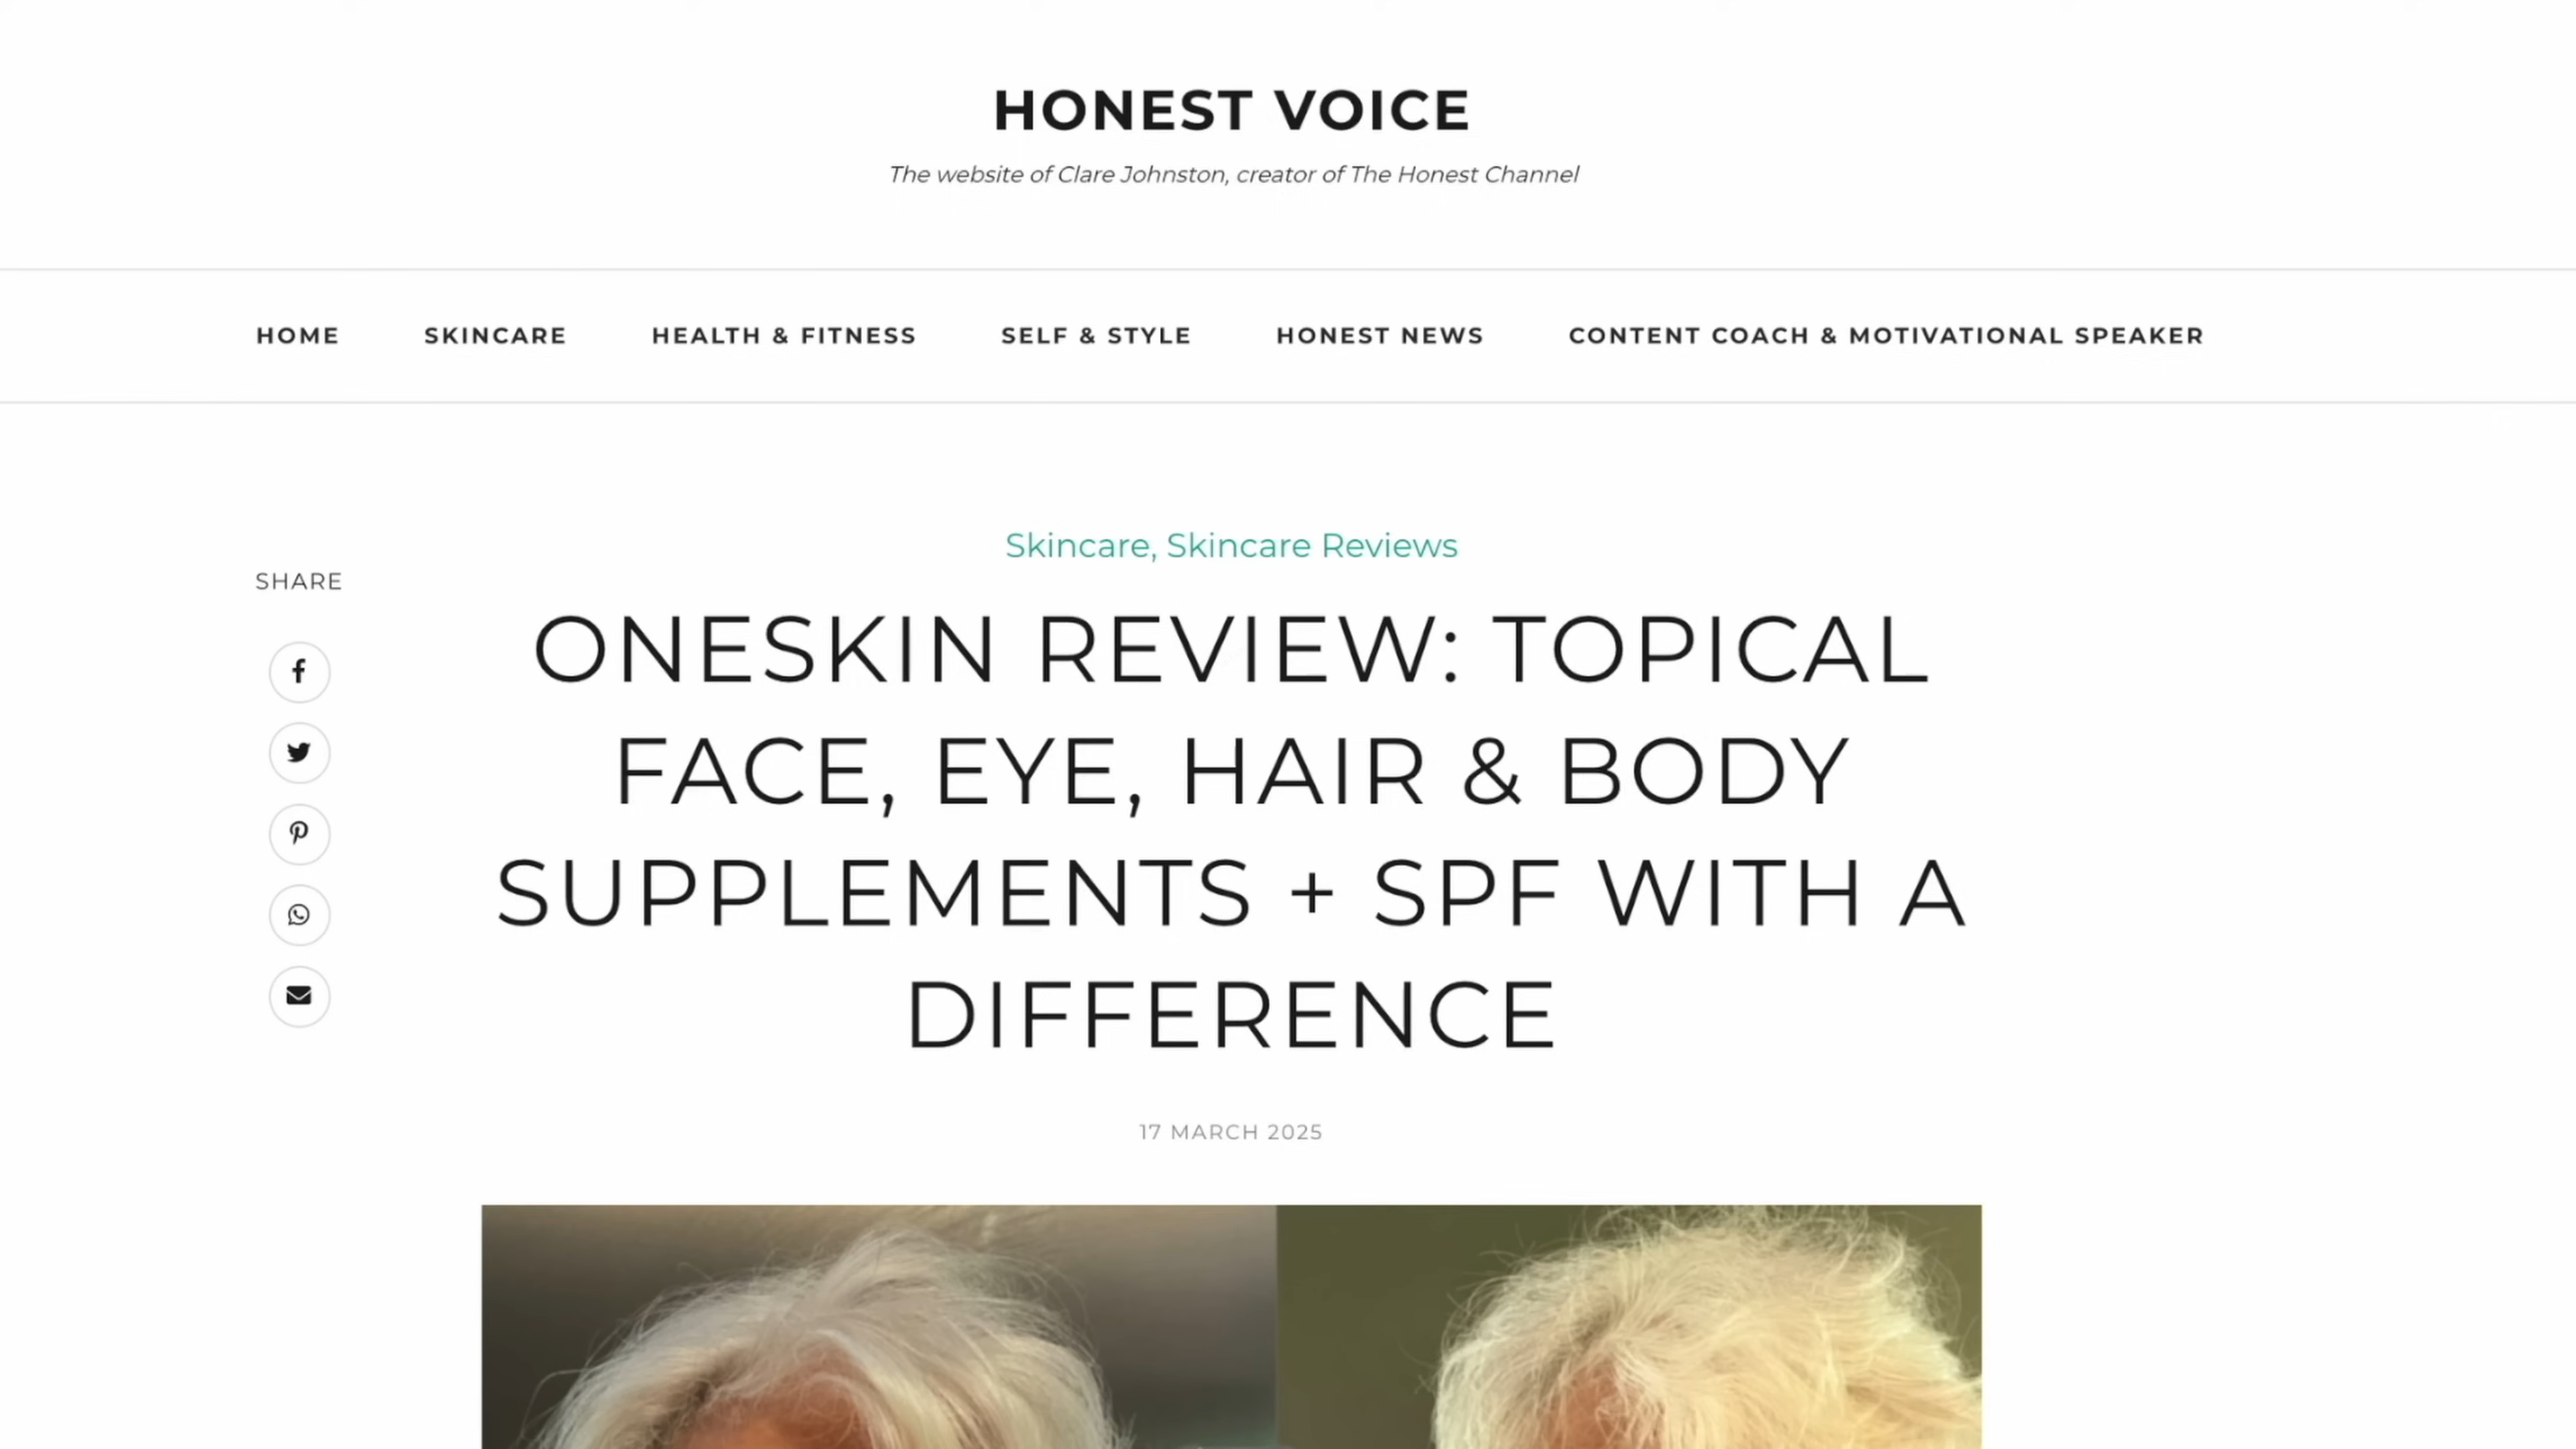 HONEST VOICE
The website of Clare Johnston, creator of The Honest Channel
HOME SKINCARE HEALTH & FITNESS SELF & STYLE HONEST NEWS CONTENT COACH & MOTIVATIONAL SPEAKER
Skincare, Skincare Reviews
SHARE
ONESKIN REVIEW: TOPICAL
FACE, EYE, HAIR & BODY
SUPPLEMENTS + SPF WITH A
DIFFERENCE
17 MARCH 2025